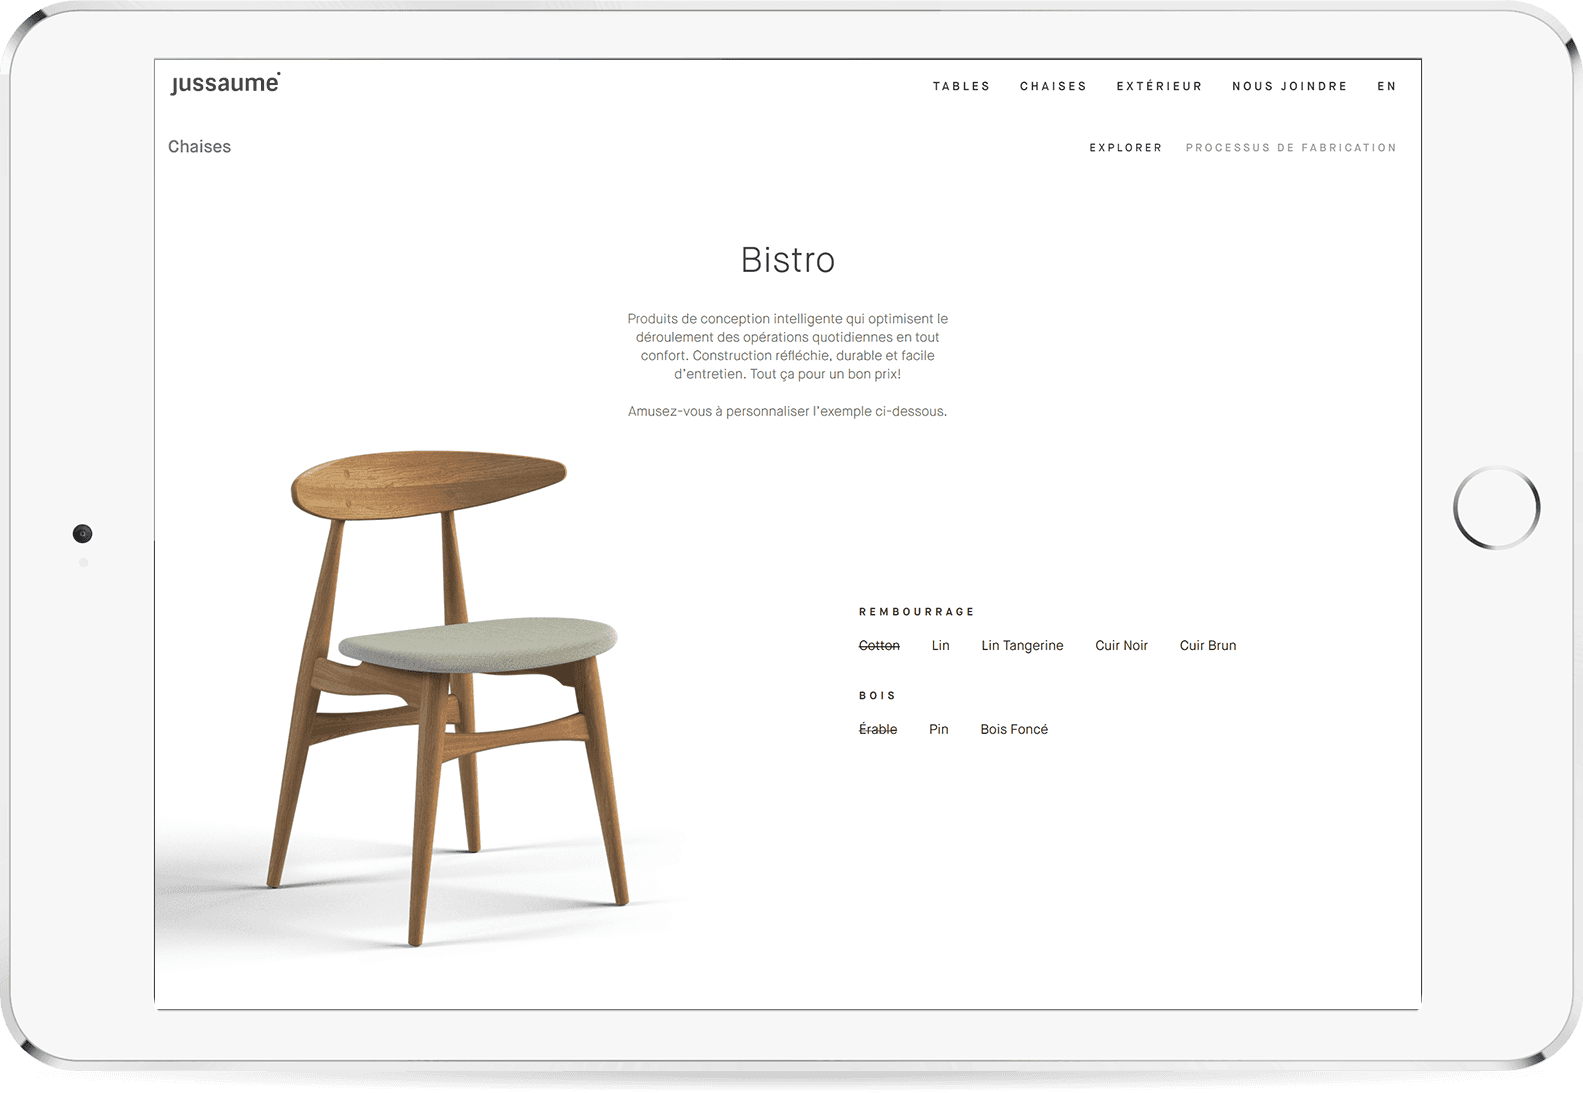 jussaume
TABLES CHAISES EXTÉRIEUR NOUS JOINDRE EN
Chaises
EXPLORER PROCESSUS DE FABRICATION
Bistro
Produits de conception intelligente qui optimisent le
déroulement des opérations quotidiennes en tout
confort. Construction réfléchie, durable et facile
d'entretien. Tout ça pour un bon prix!
Amusez-vous à personnaliser l'exemple ci-dessous.
REMBOURRAGE
Cotton Lin Lin Tangerine Cuir Noir Cuir Brun
BOIS
Érable Pin Bois Foncé